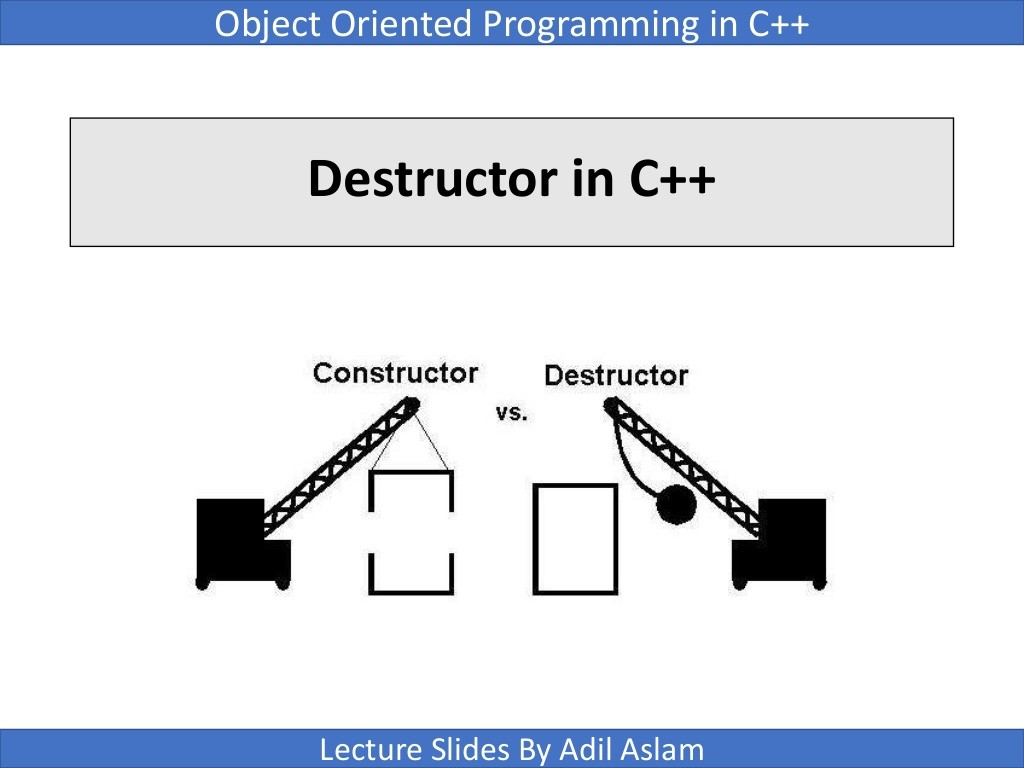 Object Oriented Programming in C++
Destructor in C++
Constructor
Destructor
vs.
Lecture Slides By Adil Aslam